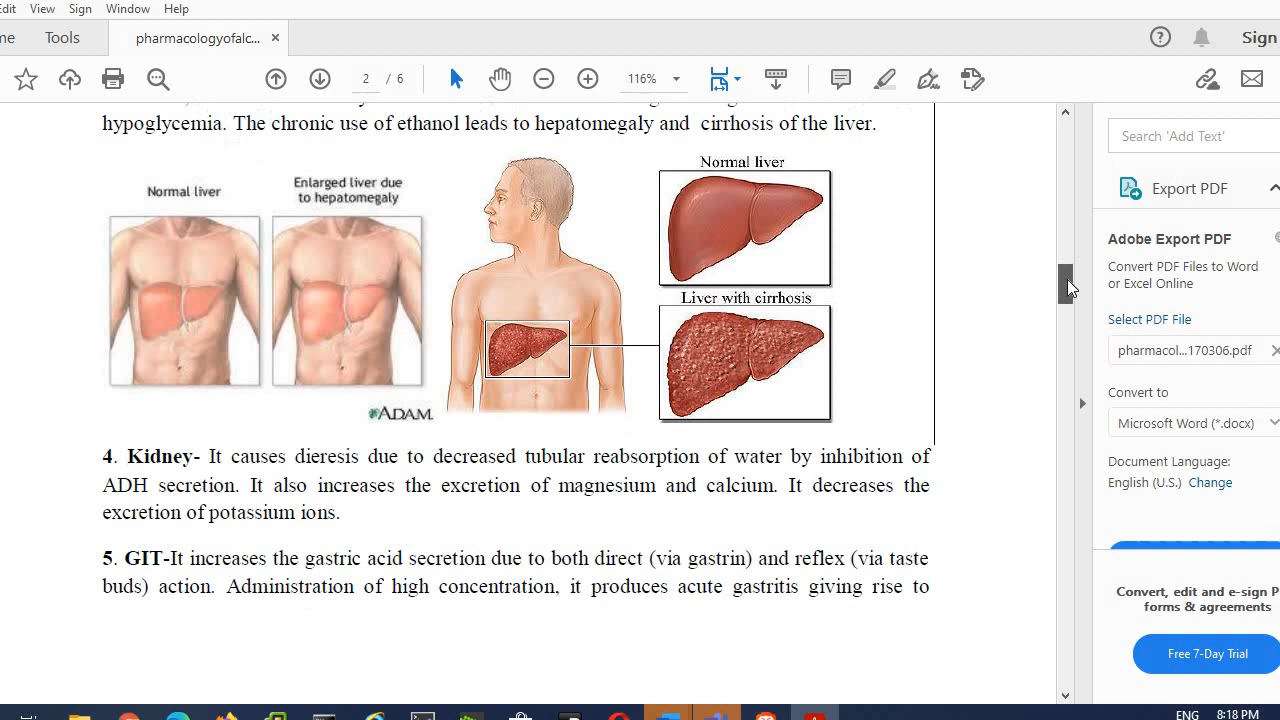 Edit View Sign Window Help
me Tools pharmacologyofalc... × Sign
2 / 6 116%
hypoglycemia. The chronic use of ethanol leads to hepatomegaly and cirrhosis of the liver.
Normal liver
Enlarged liver due
to hepatomegaly
Normal liver
Liver with cirrhosis
ADAM.
4. Kidney- It causes dieresis due to decreased tubular reabsorption of water by inhibition of
ADH secretion. It also increases the excretion of magnesium and calcium. It decreases the
excretion of potassium ions.
5. GIT-It increases the gastric acid secretion due to both direct (via gastrin) and reflex (via taste
buds) action. Administration of high concentration, it produces acute gastritis giving rise to
Search 'Add Text'
Export PDF
Adobe Export PDF
Convert PDF Files to Word
or Excel Online
Select PDF File
pharmacol...170306.pdf
Convert to
Microsoft Word (*.docx)
Document Language:
English (U.S.) Change
Convert, edit and e-sign P
forms & agreements
Free 7-Day Trial
ENG 8:18 PM